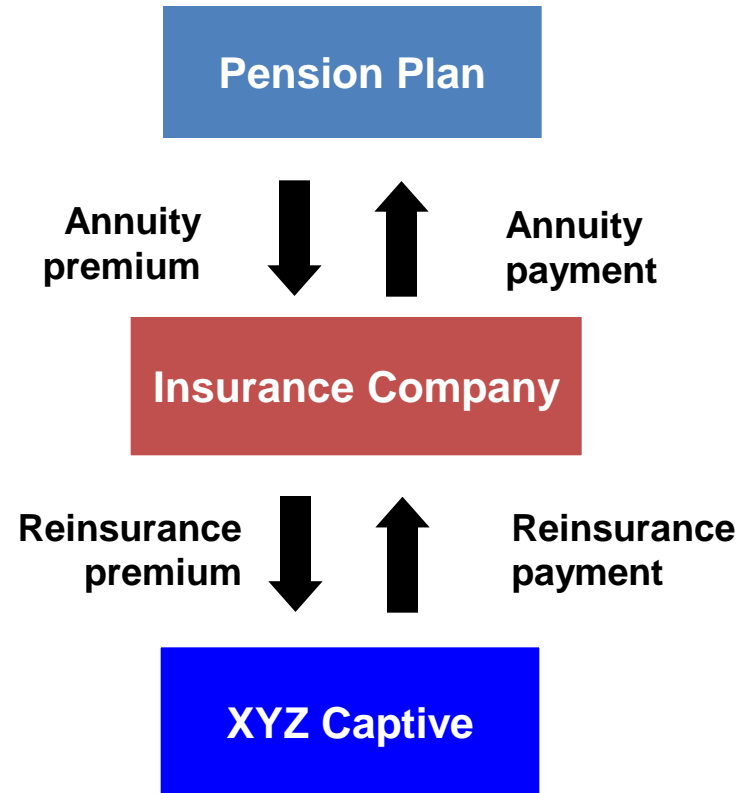 Pension Plan
Annuity
premium
Annuity
payment
Insurance Company
Reinsurance
premium
Reinsurance
payment
XYZ Captive